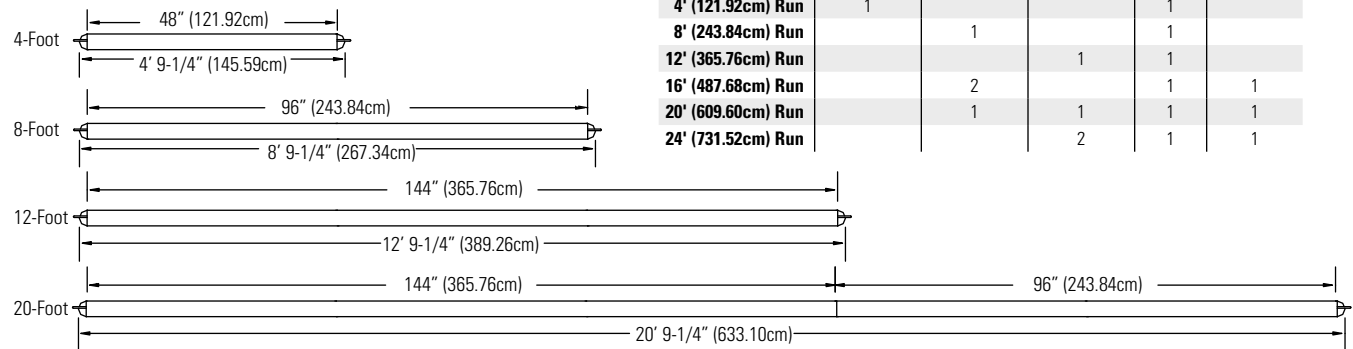 4' (121.92cm) Run 1 1
8' (243.84cm) Run 1 1
12' (365.76cm) Run 1 1
16' (487.68cm) Run 2 1 1
20' (609.60cm) Run 1 1 1 1
24' (731.52cm) Run 2 1 1
48” (121.92cm)
4-Foot
4’ 9-1/4” (145.59cm)
96” (243.84cm)
8-Foot
8’ 9-1/4” (267.34cm)
144” (365.76cm)
12-Foot
12’ 9-1/4” (389.26cm)
144” (365.76cm) 96” (243.84cm)
20-Foot
20’ 9-1/4” (633.10cm)